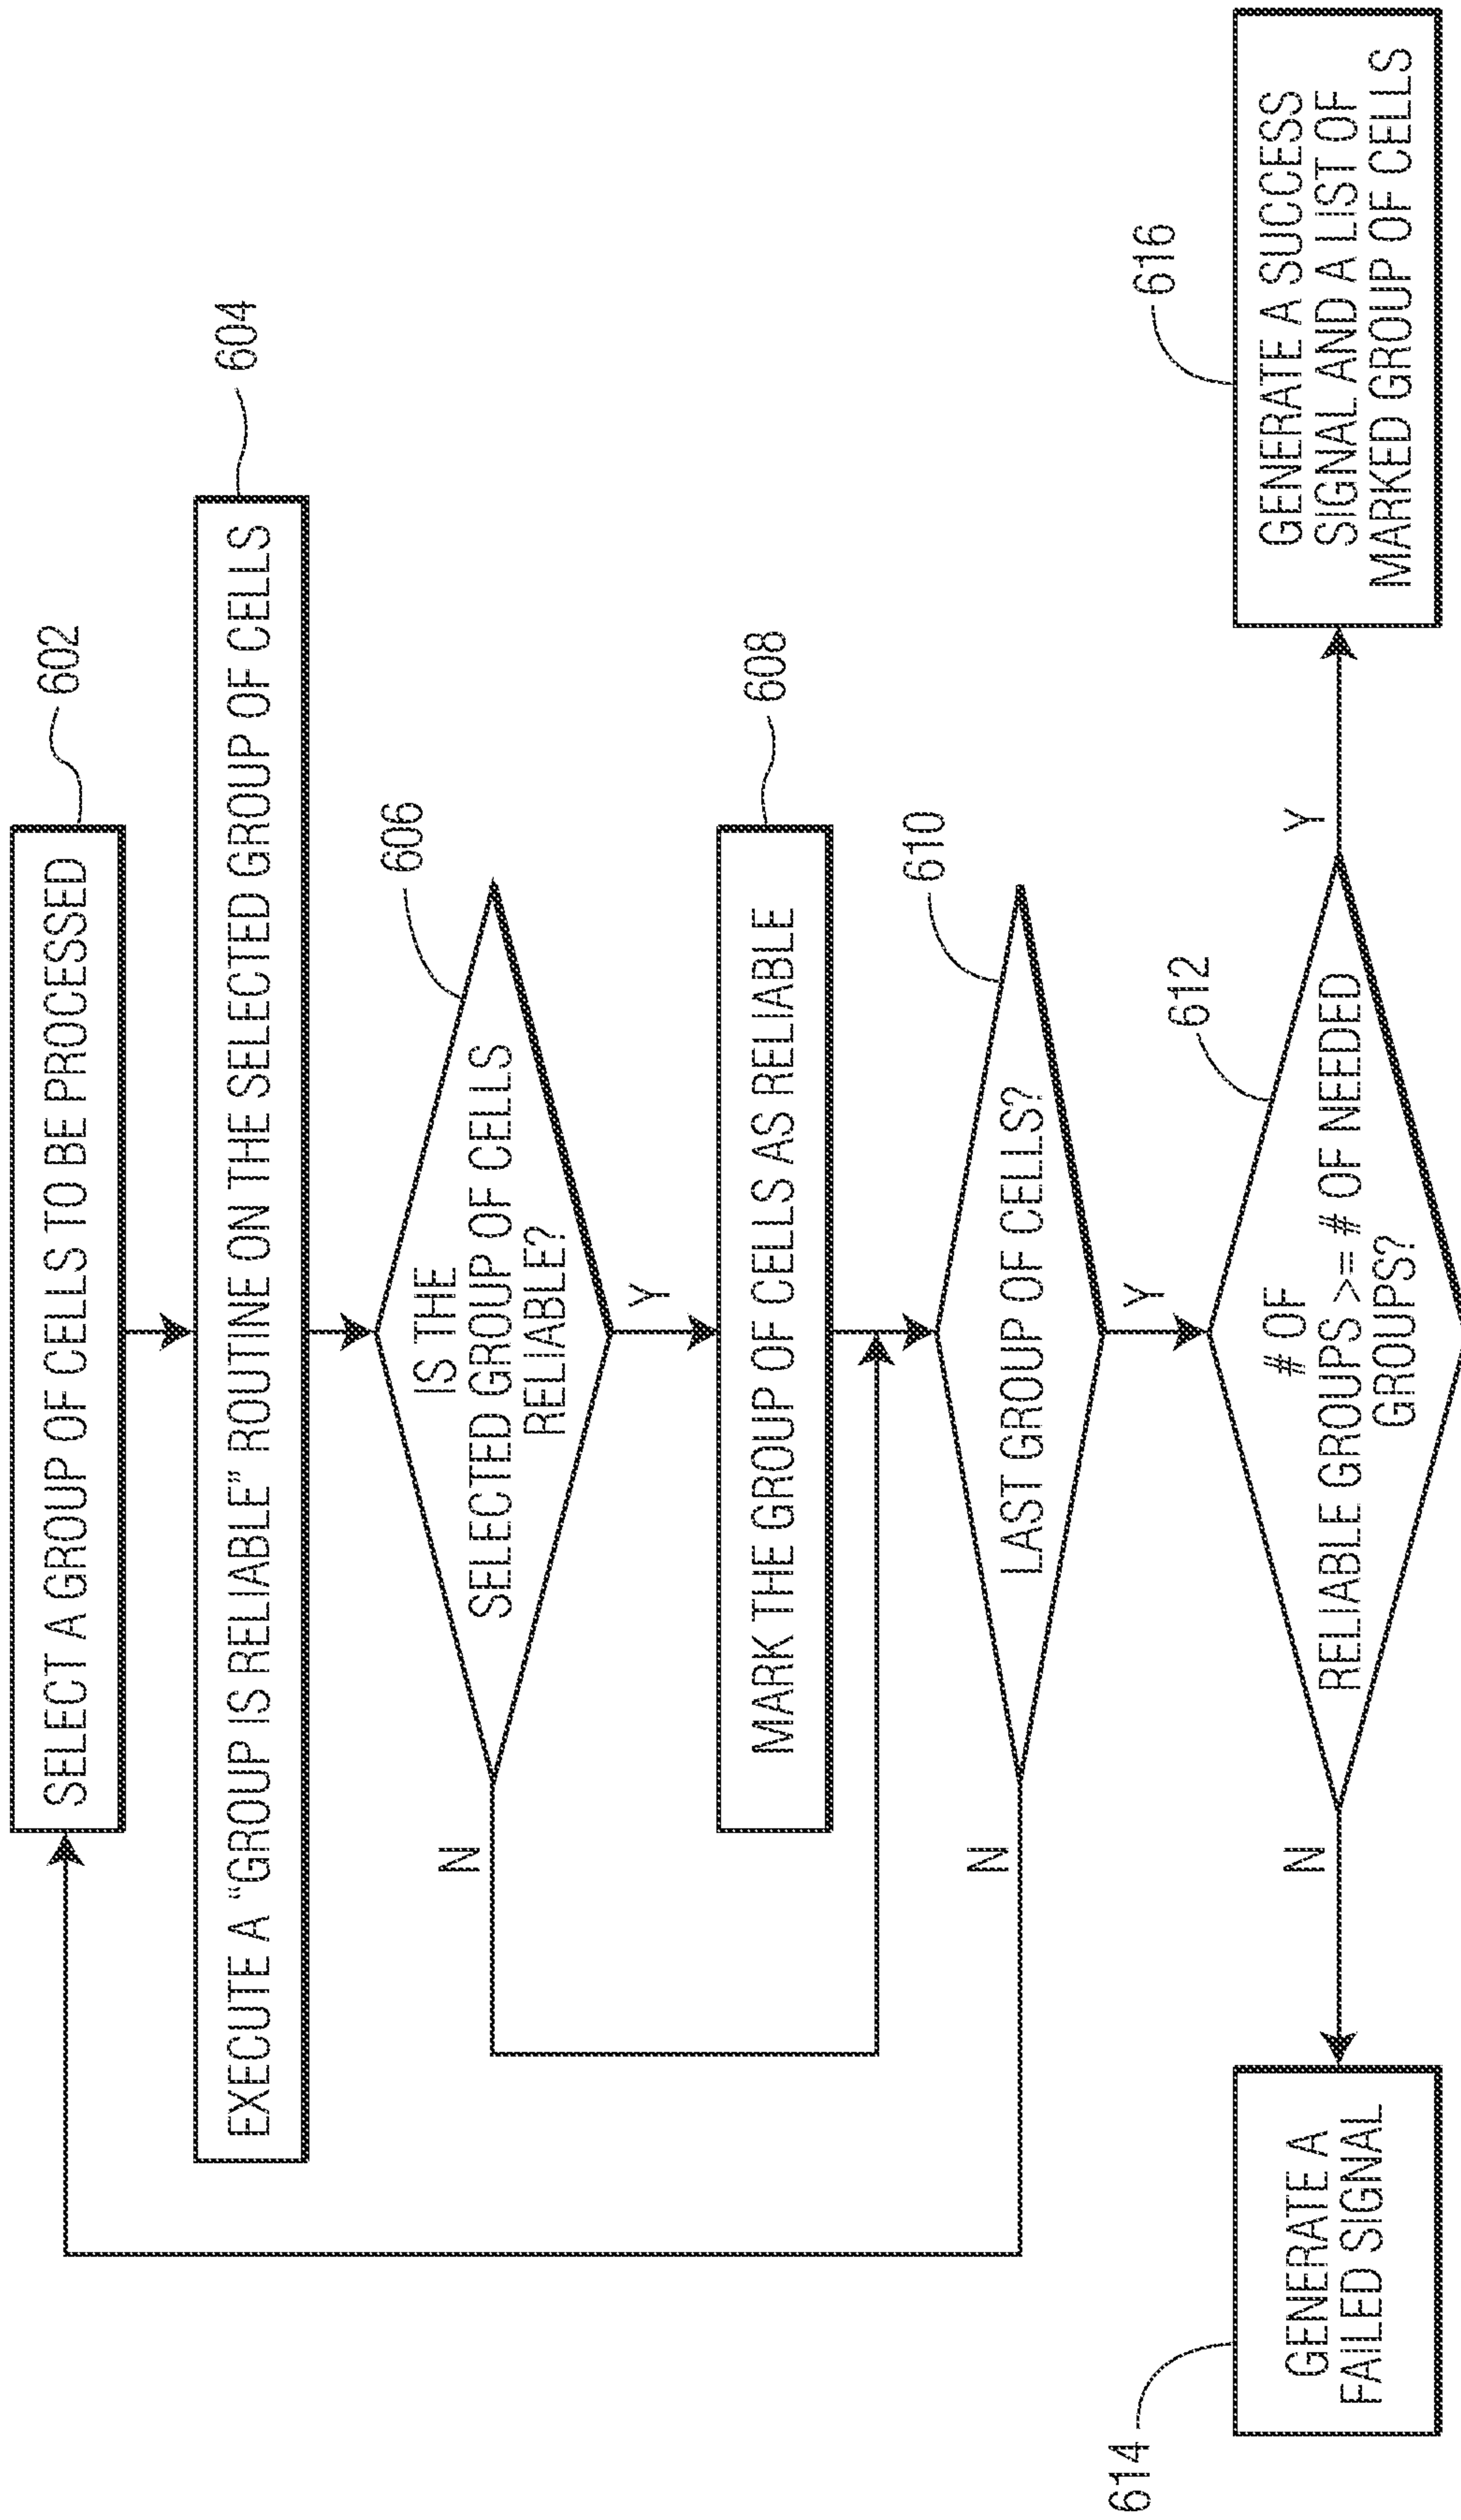 SELECT A GROUP OF CELLS TO BE PROCESSED
602
EXECUTE A “GROUP IS RELIABLE” ROUTINE ON THE SELECTED GROUP OF CELLS
604
IS THE
SELECTED GROUP OF CELLS
RELIABLE?
606
N
Y
MARK THE GROUP OF CELLS AS RELIABLE
608
LAST GROUP OF CELLS?
610
N
Y
# OF
RELIABLE GROUPS >= # OF NEEDED
GROUPS?
612
N
Y
614
GENERATE A
FAILED SIGNAL
616
GENERATE A SUCCESS
SIGNAL AND A LIST OF
MARKED GROUP OF CELLS